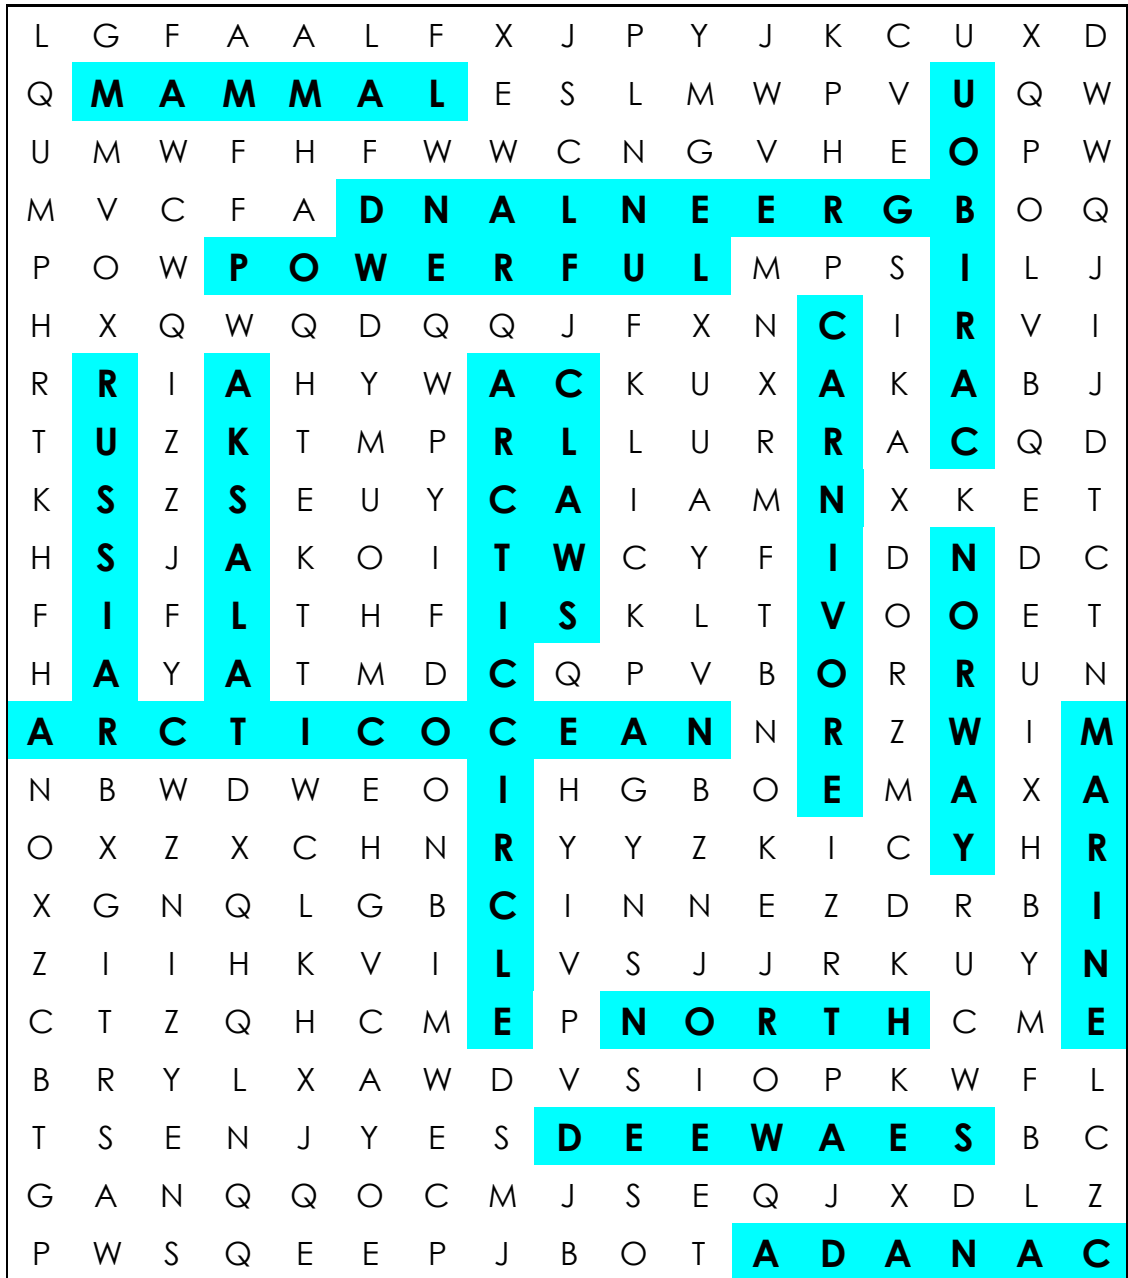 L G F A A L F X J P Y J K C U X D
Q M A M M A L E S L M W P V U Q W
U M W F H F W W C N G V H E O P W
M V C F A D N A L N E E R G B O Q
P O W P O W E R F U L M P S I L J
H X Q W Q D Q Q J F X N C I R V I
R R I A H Y W A C K U X A K A B J
T U Z K T M P R L L U R R A C Q D
K S Z S E U Y C A I A M N X K E T
H S J A K O I T W C Y F I D N D C
F I F L T H F I S K L T V O O E T
H A Y A T M D C Q P V B O R R U N
A R C T I C O C E A N N R Z W I M
N B W D W E O I H G B O E M A X A
O X Z X C H N R Y Y Z K I C Y H R
X G N Q L G B C I N N E Z D R B I
Z I I H K V I L V S J J R K U Y N
C T Z Q H C M E P N O R T H C M E
B R Y L X A W D V S I O P K W F L
T S E N J Y E S D E E W A E S B C
G A N Q Q O C M J S E Q J X D L Z
P W S Q E E P J B O T A D A N A C